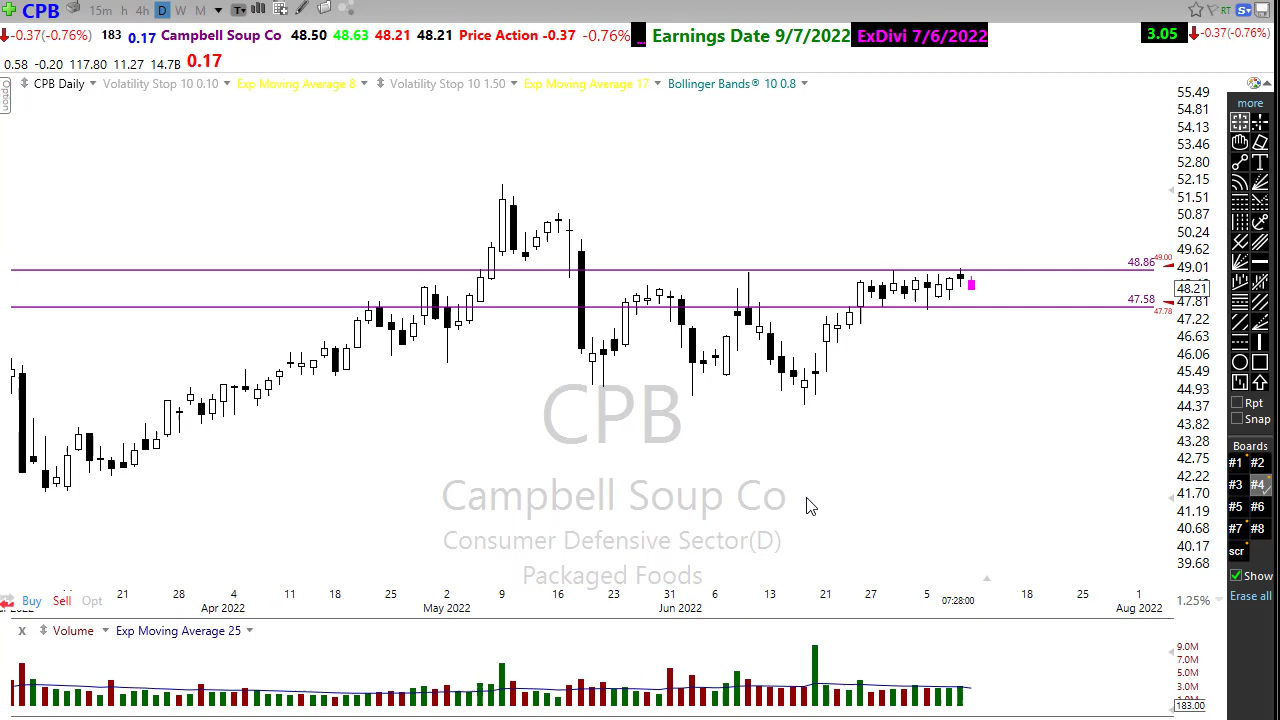 CPB 15m h 4h D W M T RT S
-0.37(-0.76%) 183 0.17 Campbell Soup Co 48.50 48.63 48.21 48.21 Price Action -0.37 -0.76% ... Earnings Date 9/7/2022 ExDivi 7/6/2022 3.05 -0.37(-0.76%)
0.58 -0.20 117.80 11.27 14.7B 0.17
Option
CPB Daily Volatility Stop 10 0.10 Exp Moving Average 8 Volatility Stop 10 1.50 Exp Moving Average 17 Bollinger Bands® 10 0.8
55.49
54.81
54.13
53.46
52.80
52.15
51.51
50.87
50.24
49.62
49.01
48.21
47.81
47.22
46.63
46.06
45.49
44.93
44.37
43.82
43.28
42.75
42.22
41.70
41.19
40.68
40.17
39.68
48.86 49.00
47.58
47.78
CPB
Campbell Soup Co
Consumer Defensive Sector(D)
Packaged Foods
more
Rpt
Snap
Boards
#1 #2
#3 #4
#5 #6
#7 #8
scr
Show
Erase all
21 28 4 11 18 25 2 9 16 23 31 6 13 21 27 5 07:28:00 18 25 1
Apr 2022 May 2022 Jun 2022 Aug 2022
Buy Sell Opt 1.25%
X Volume Exp Moving Average 25
9.0M
7.0M
5.0M
3.0M
183.00